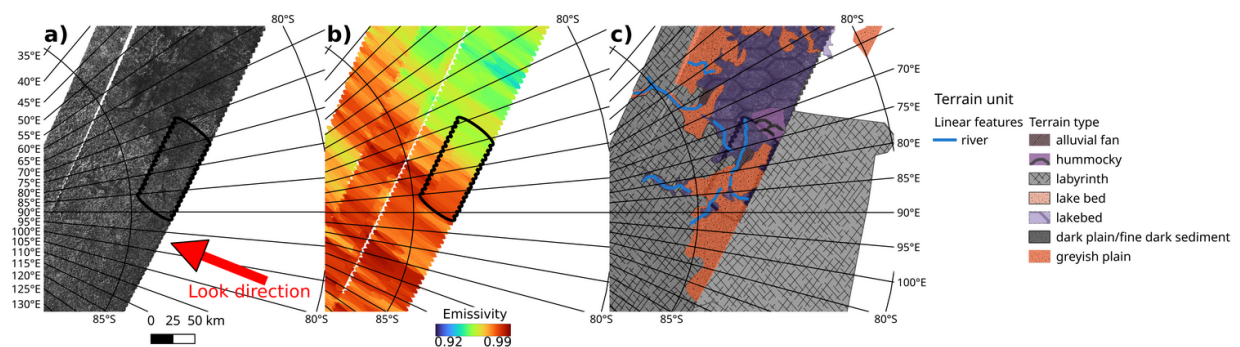 a)
80°S
35°E
40°E
45°E
50°E
55°E
60°E
65°E
70°E
75°E
80°E
85°E
90°E
95°E
100°E
105°E
110°E
115°E
120°E
125°E
130°E
85°S
80°S
Look direction
0 25 50 km
b)
80°S
85°S
80°S
Emissivity
0.92 0.99
c)
80°S
70°E
75°E
80°E
85°E
90°E
95°E
100°E
85°S
80°S
Terrain unit
Linear features
river
Terrain type
alluvial fan
hummocky
labyrinth
lake bed
lakebed
dark plain/fine dark sediment
greyish plain